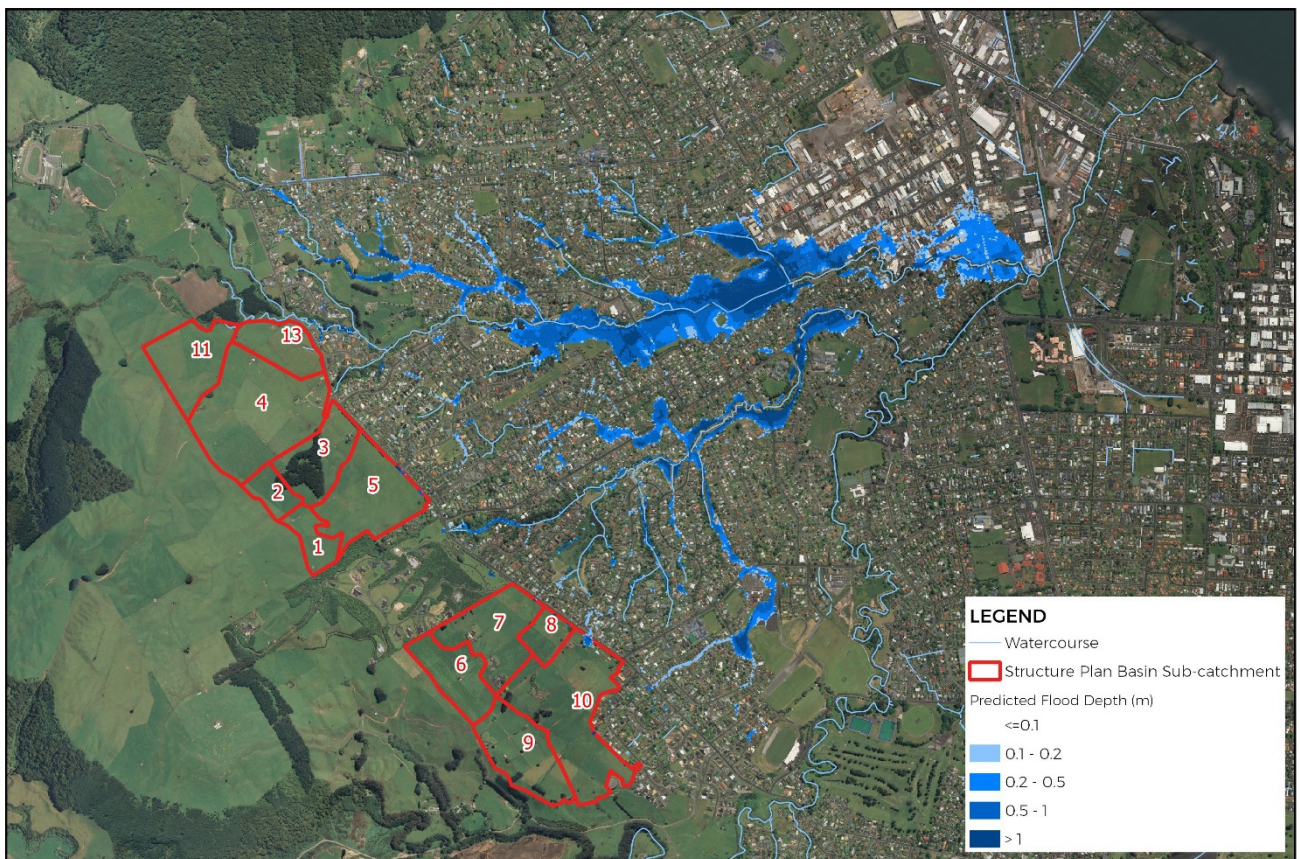 11
13
4
3
2
5
1
7
8
6
10
9
LEGEND
Watercourse
Structure Plan Basin Sub-catchment
Predicted Flood Depth (m)
<=0.1
0.1 - 0.2
0.2 - 0.5
0.5 - 1
> 1